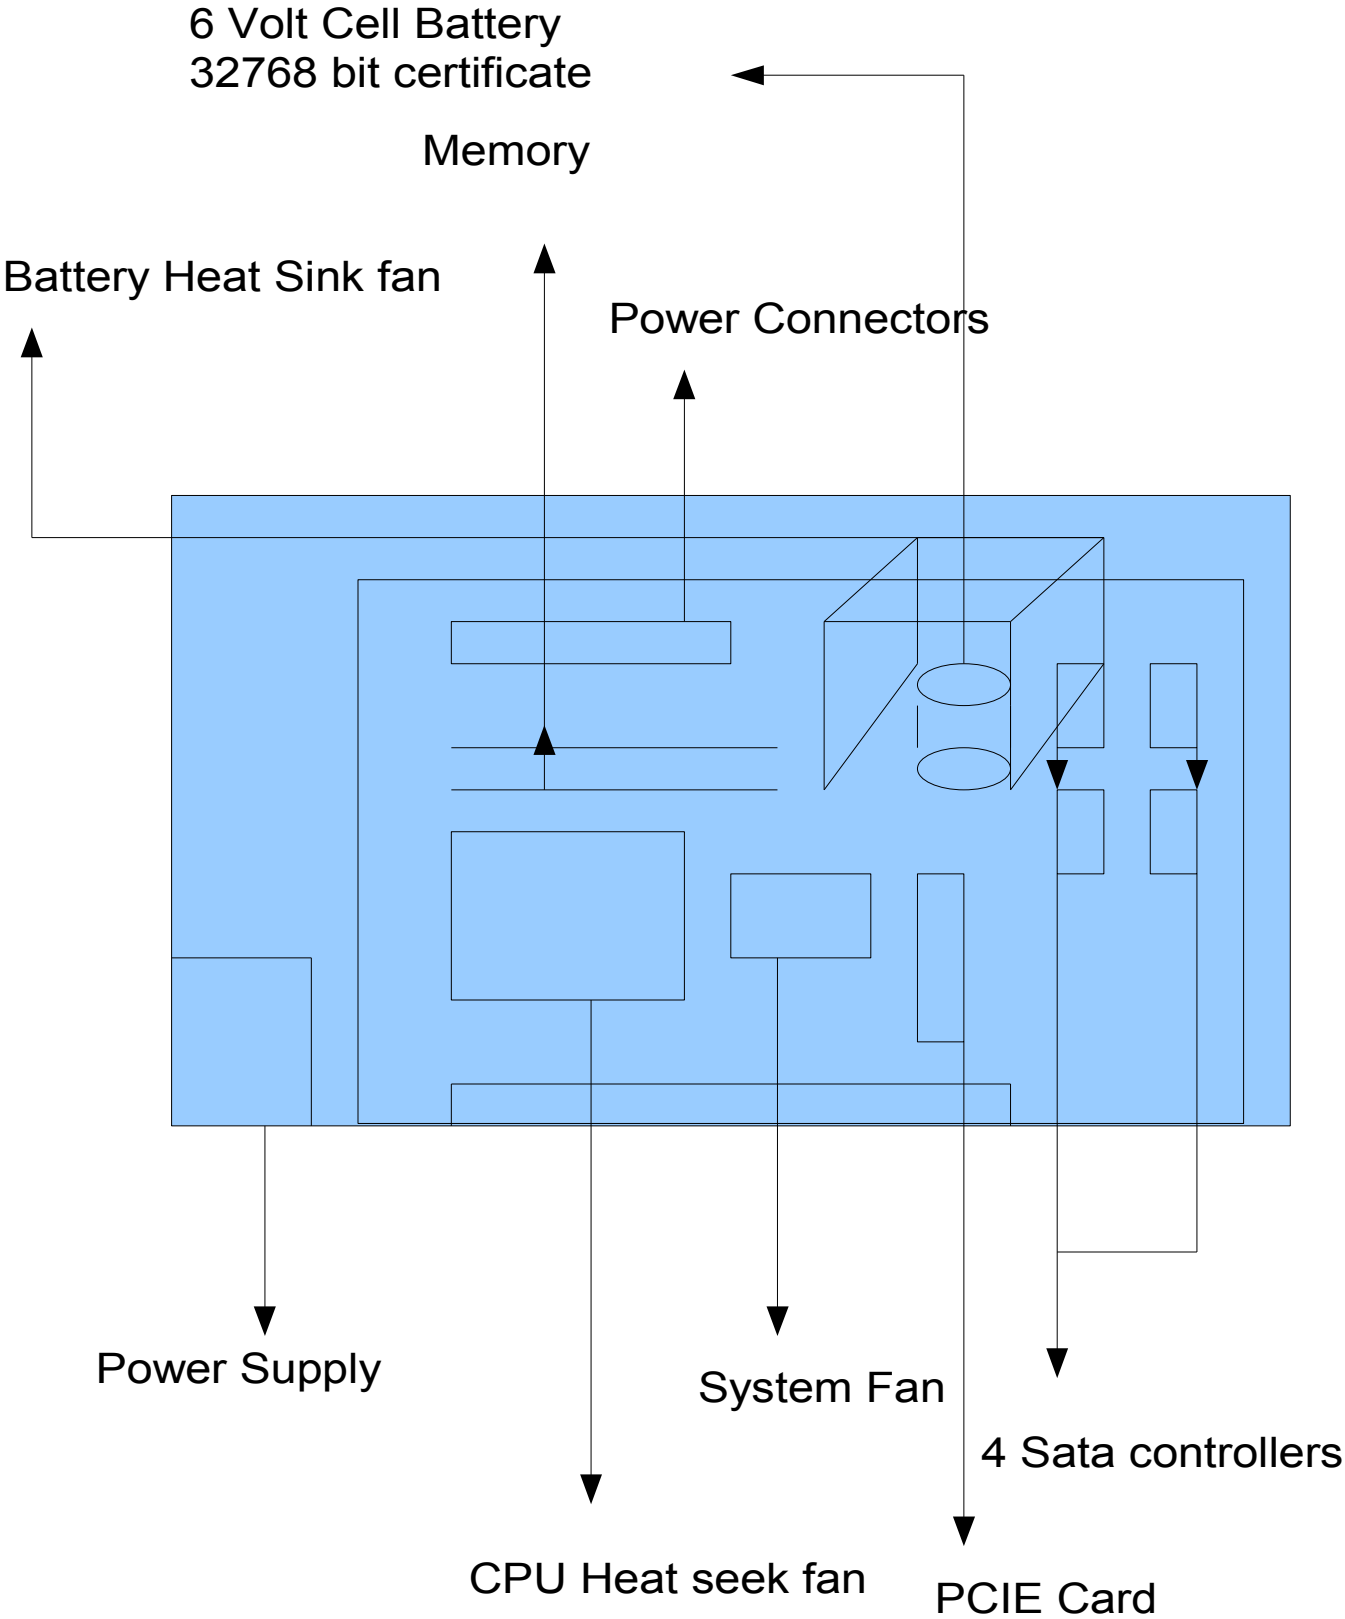 6 Volt Cell Battery
32768 bit certificate
Memory
Battery Heat Sink fan
Power Connectors
Power Supply
System Fan
4 Sata controllers
CPU Heat seek fan
PCIE Card